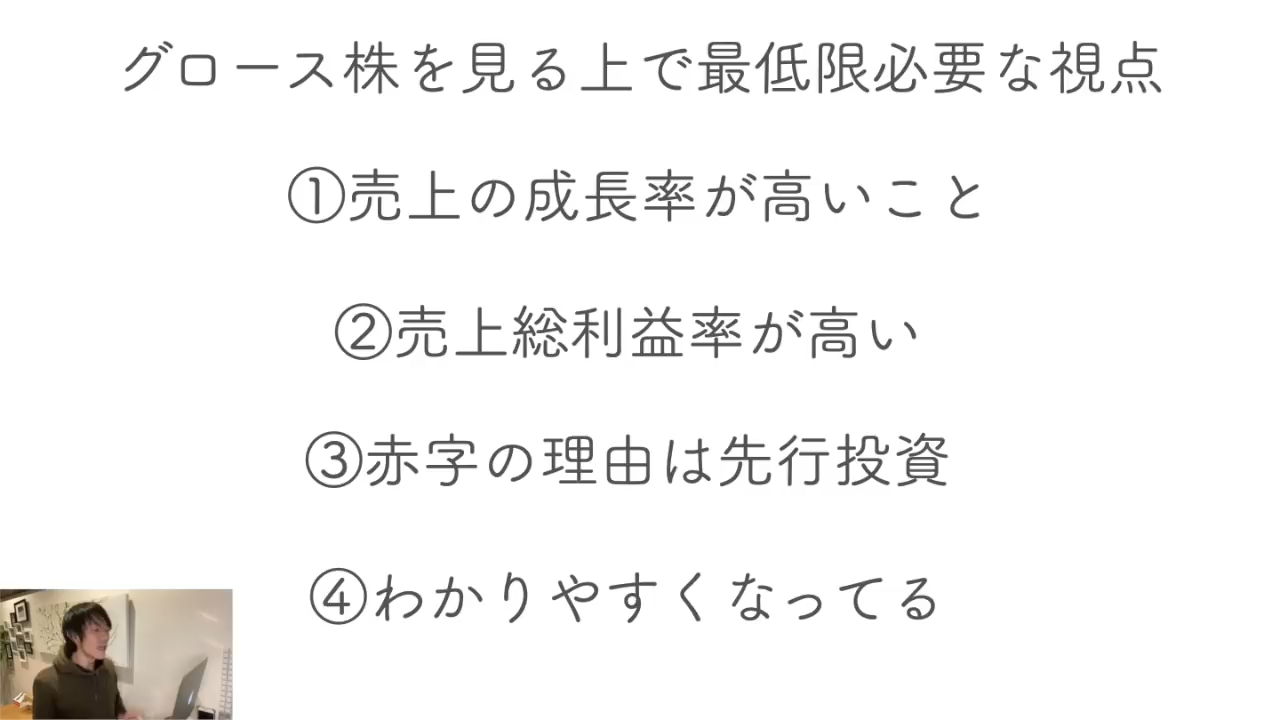 グロース株を見る上で最低限必要な視点
①売上の成長率が高いこと
②売上総利益率が高い
③赤字の理由は先行投資
④わかりやすくなってる